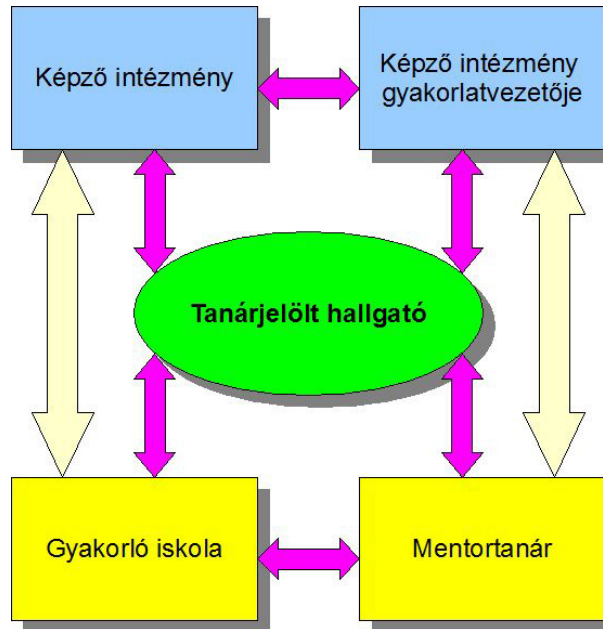 Képző intézmény
Képző intézmény
gyakorlatvezetője
Tanárjelölt hallgató
Gyakorló iskola
Mentortanár